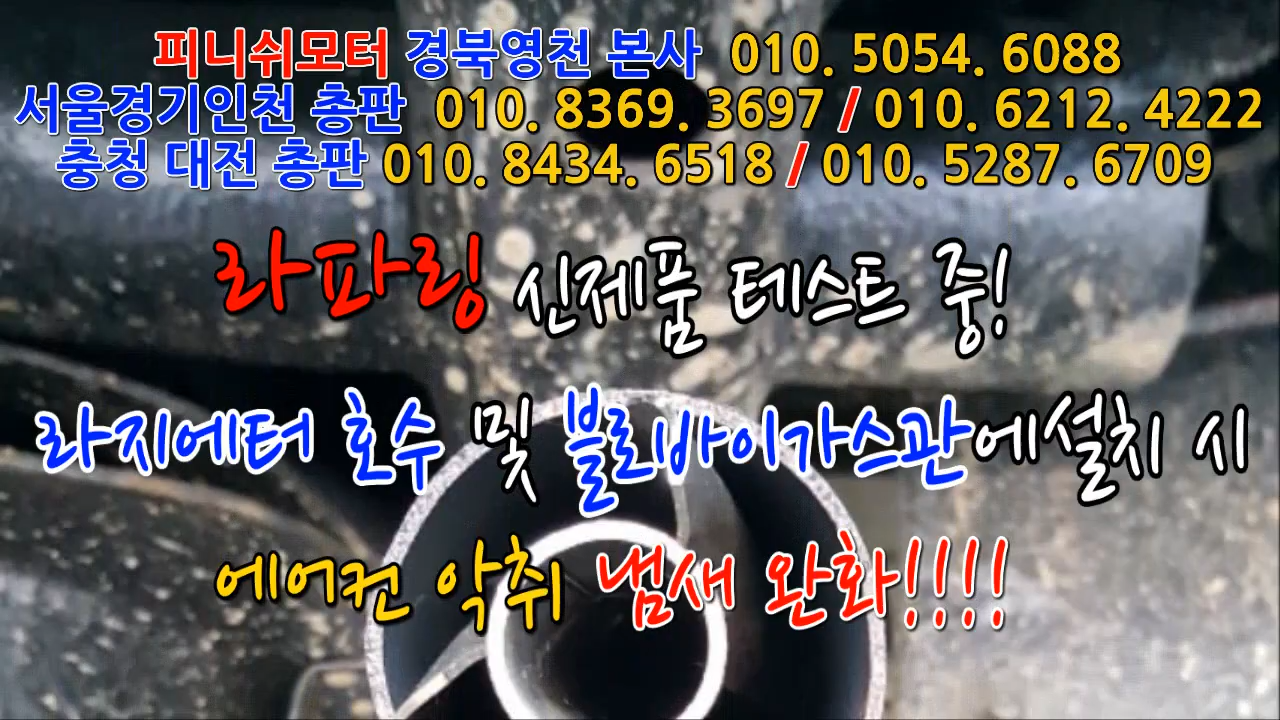 피니쉬모터 경북영천 본사 010. 5054. 6088
서울경기인천 총판 010. 8369. 3697 / 010. 6212. 4222
충청 대전 총판 010. 8434. 6518 / 010. 5287. 6709
라파링 신제품 테스트 중!
라지에터 호수 및 블로바이가스관에설치 시
에어컨 악취 냄새 완화!!!!